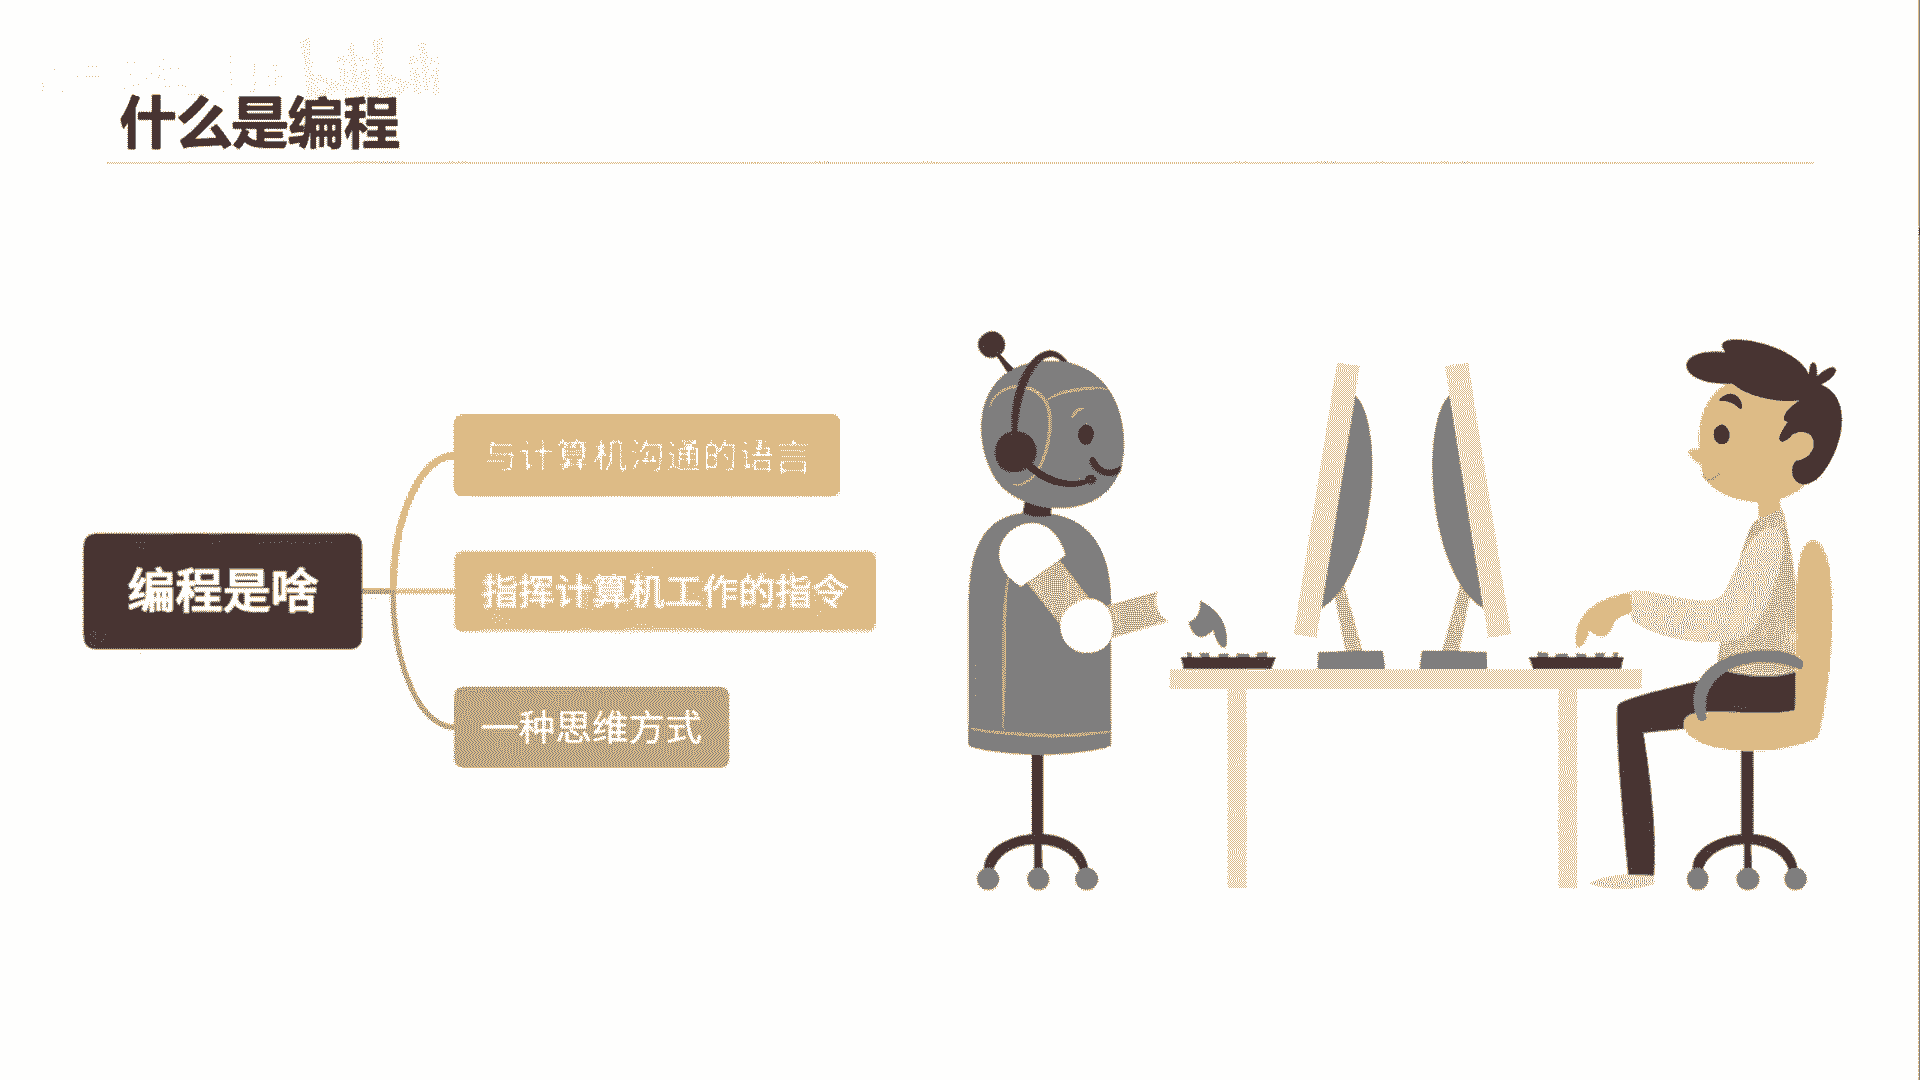 什么是编程
编程是啥
与计算机沟通的语言
指挥计算机工作的指令
一种思维方式